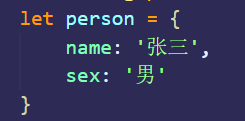 let person = {
    name: '张三',
    sex: '男'
}